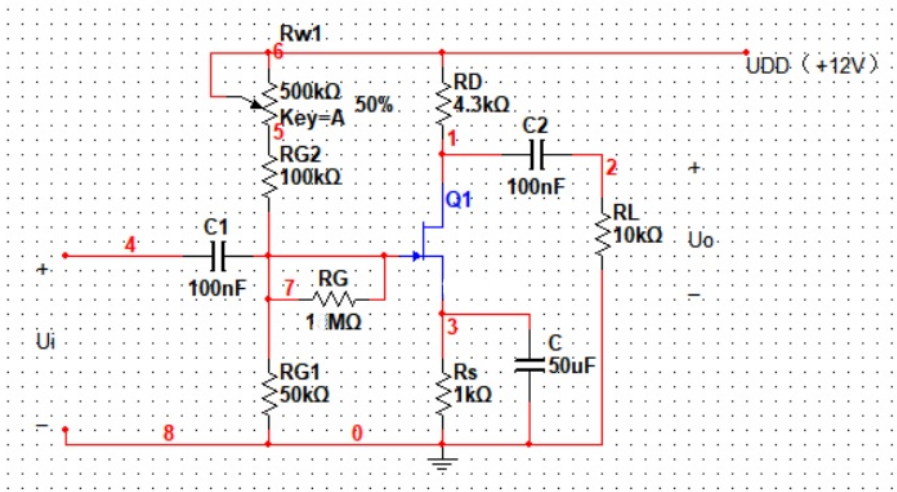 Rw1
6
UDD（+12V）
500kΩ
50%
Key=A
5
RD
4.3kΩ
1
C2
RG2
100kΩ
100nF
2
+
Q1
RL
10kΩ
Uo
C1
4
+
100nF
7
RG
1 MΩ
−
3
Ui
C
50uF
RG1
50kΩ
Rs
1kΩ
−
8
0